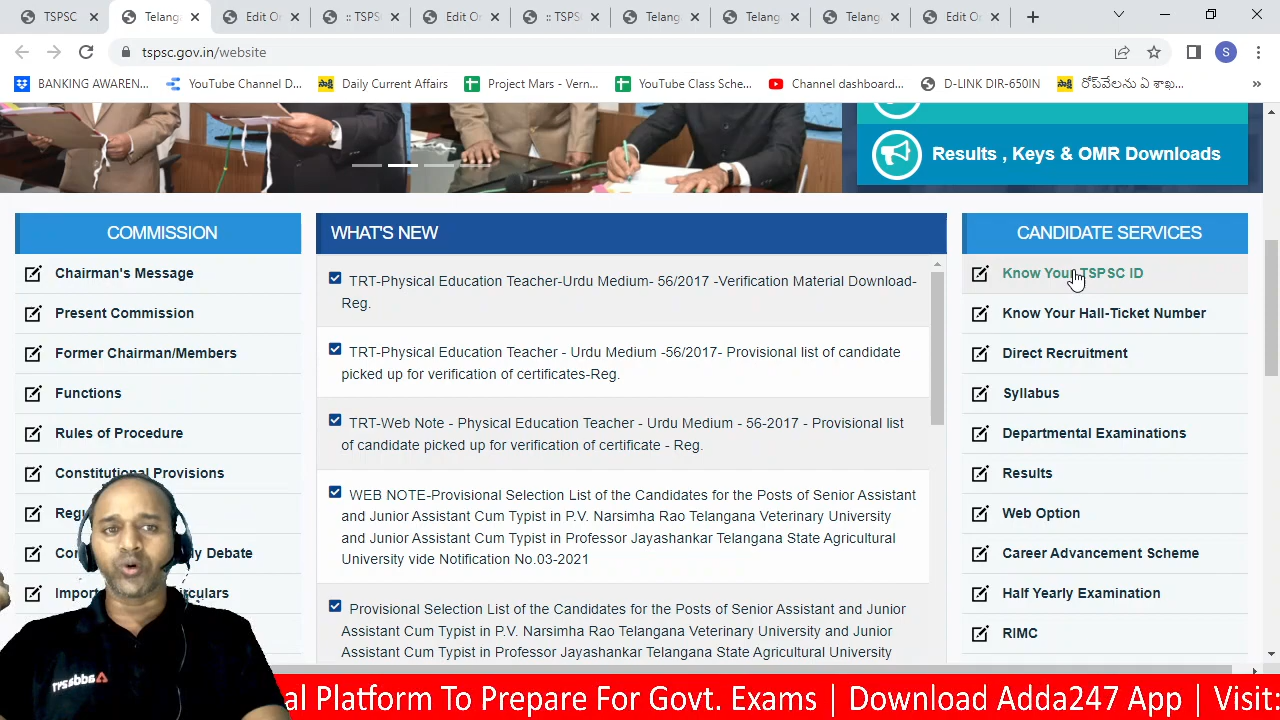 TSPSC
Telang
Edit O
:: TSPS
Edit O
:: TSPS
Telang
Telang
Telang
Edit O
tspsc.gov.in/website
S
BANKING AWAREN...
YouTube Channel D...
సాక్షి
Daily Current Affairs
Project Mars - Vern...
YouTube Class Sche...
Channel dashboard...
D-LINK DIR-650IN
సాక్షి
రోప్‌వేలను ఏ శాఖ...
»
Results , Keys & OMR Downloads
COMMISSION
Chairman's Message
Present Commission
Former Chairman/Members
Functions
Rules of Procedure
Constitutional Provisions
Regu
Con
ly Debate
Import
rculars
WHAT'S NEW
TRT-Physical Education Teacher-Urdu Medium- 56/2017 -Verification Material Download-
Reg.
TRT-Physical Education Teacher - Urdu Medium -56/2017- Provisional list of candidate
picked up for verification of certificates-Reg.
TRT-Web Note - Physical Education Teacher - Urdu Medium - 56-2017 - Provisional list
of candidate picked up for verification of certificate - Reg.
WEB NOTE-Provisional Selection List of the Candidates for the Posts of Senior Assistant
and Junior Assistant Cum Typist in P.V. Narsimha Rao Telangana Veterinary University
and Junior Assistant Cum Typist in Professor Jayashankar Telangana State Agricultural
University vide Notification No.03-2021
Provisional Selection List of the Candidates for the Posts of Senior Assistant and Junior
Assistant Cum Typist in P.V. Narsimha Rao Telangana Veterinary University and Junior
Assistant Cum Typist in Professor Jayashankar Telangana State Agricultural University
CANDIDATE SERVICES
Know Your TSPSC ID
Know Your Hall-Ticket Number
Direct Recruitment
Syllabus
Departmental Examinations
Results
Web Option
Career Advancement Scheme
Half Yearly Examination
RIMC
adda247
al Platform To Prepare For Govt. Exams | Download Adda247 App | Visit: